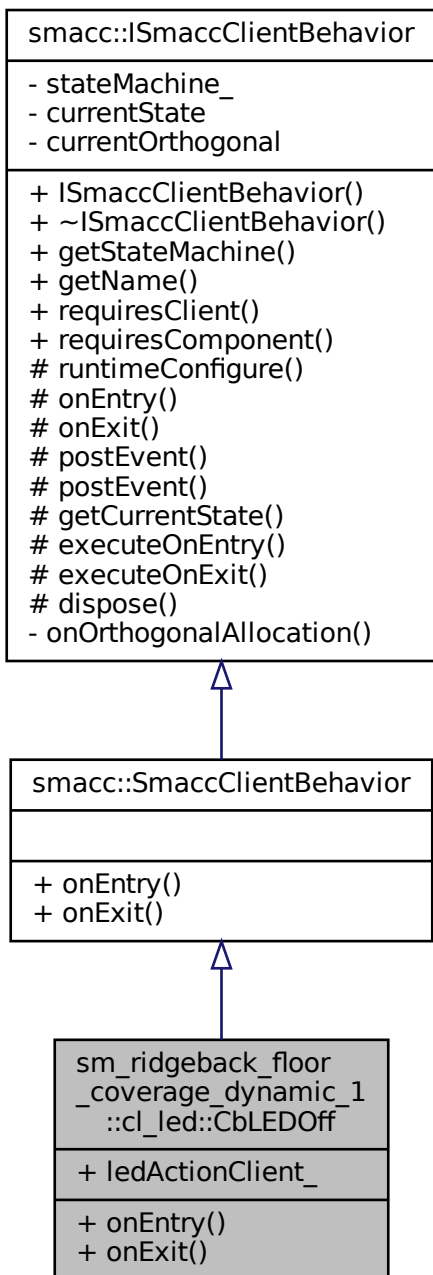 smacc::ISmaccClientBehavior
- stateMachine_
- currentState
- currentOrthogonal
+ ISmaccClientBehavior()
+ ~ISmaccClientBehavior()
+ getStateMachine()
+ getName()
+ requiresClient()
+ requiresComponent()
# runtimeConfigure()
# onEntry()
# onExit()
# postEvent()
# postEvent()
# getCurrentState()
# executeOnEntry()
# executeOnExit()
# dispose()
- onOrthogonalAllocation()
smacc::SmaccClientBehavior
+ onEntry()
+ onExit()
sm_ridgeback_floor
_coverage_dynamic_1
::cl_led::CbLEDOff
+ ledActionClient_
+ onEntry()
+ onExit()